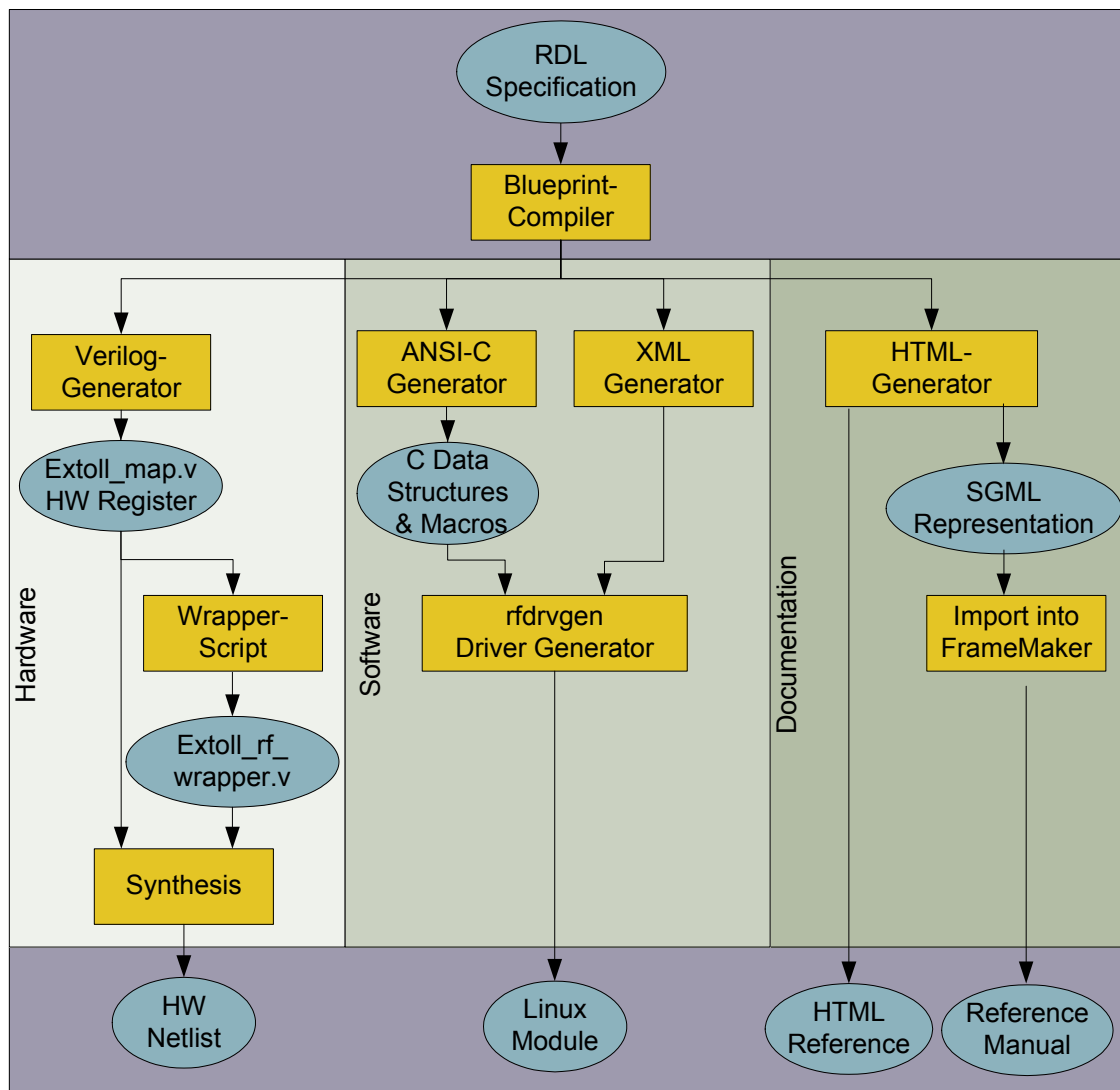 RDL
Specification
Blueprint-
Compiler
Verilog-
Generator
ANSI-C
Generator
XML
Generator
HTML-
Generator
Extoll_map.v
HW Register
C Data
Structures
& Macros
SGML
Representation
Hardware
Wrapper-
Script
Software
rfdrvgen
Driver Generator
Documentation
Import into
FrameMaker
Extoll_rf_
wrapper.v
Synthesis
HW
Netlist
Linux
Module
HTML
Reference
Reference
Manual